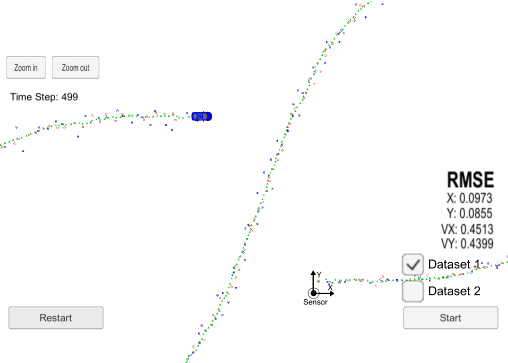 Zoom in
Zoom out
Time Step: 499
RMSE
X: 0.0973
Y: 0.0855
VX: 0.4513
VY: 0.4399
Dataset 1
Dataset 2
Y
X
Sensor
Restart
Start